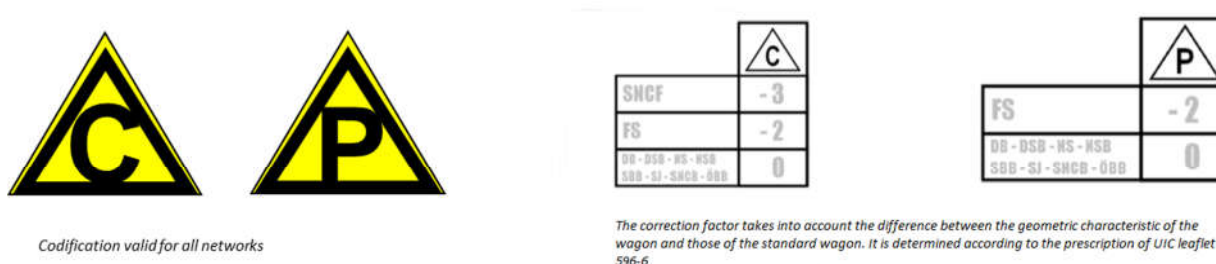 C
P
Codification valid for all networks
C
SNCF - 3
FS - 2
DB - DSB - NS - NSB
SBB - SJ - SNCB - ÖBB 0
P
FS - 2
DB - DSB - NS - NSB
SBB - SJ - SNCB - ÖBB 0
The correction factor takes into account the difference between the geometric characteristic of the
wagon and those of the standard wagon. It is determined according to the prescription of UIC leaflet
596-6